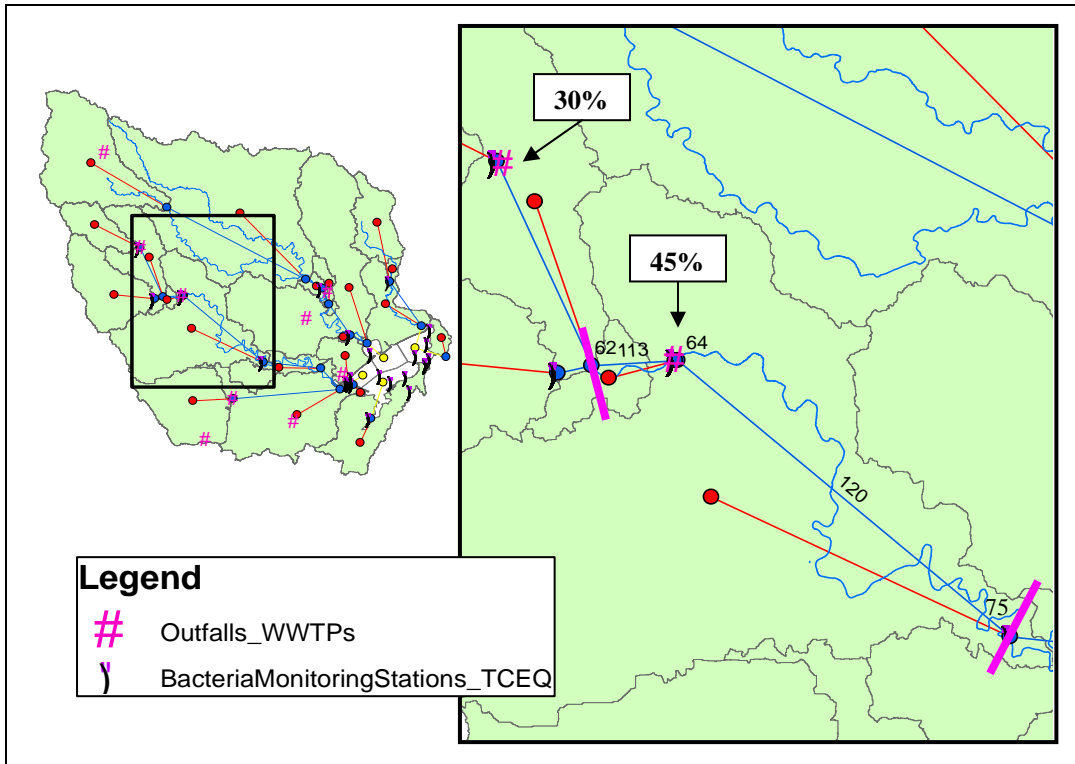 30%
45%
62
113
64
120
75
Legend
# Outfalls_WWTPs
BacteriaMonitoringStations_TCEQ